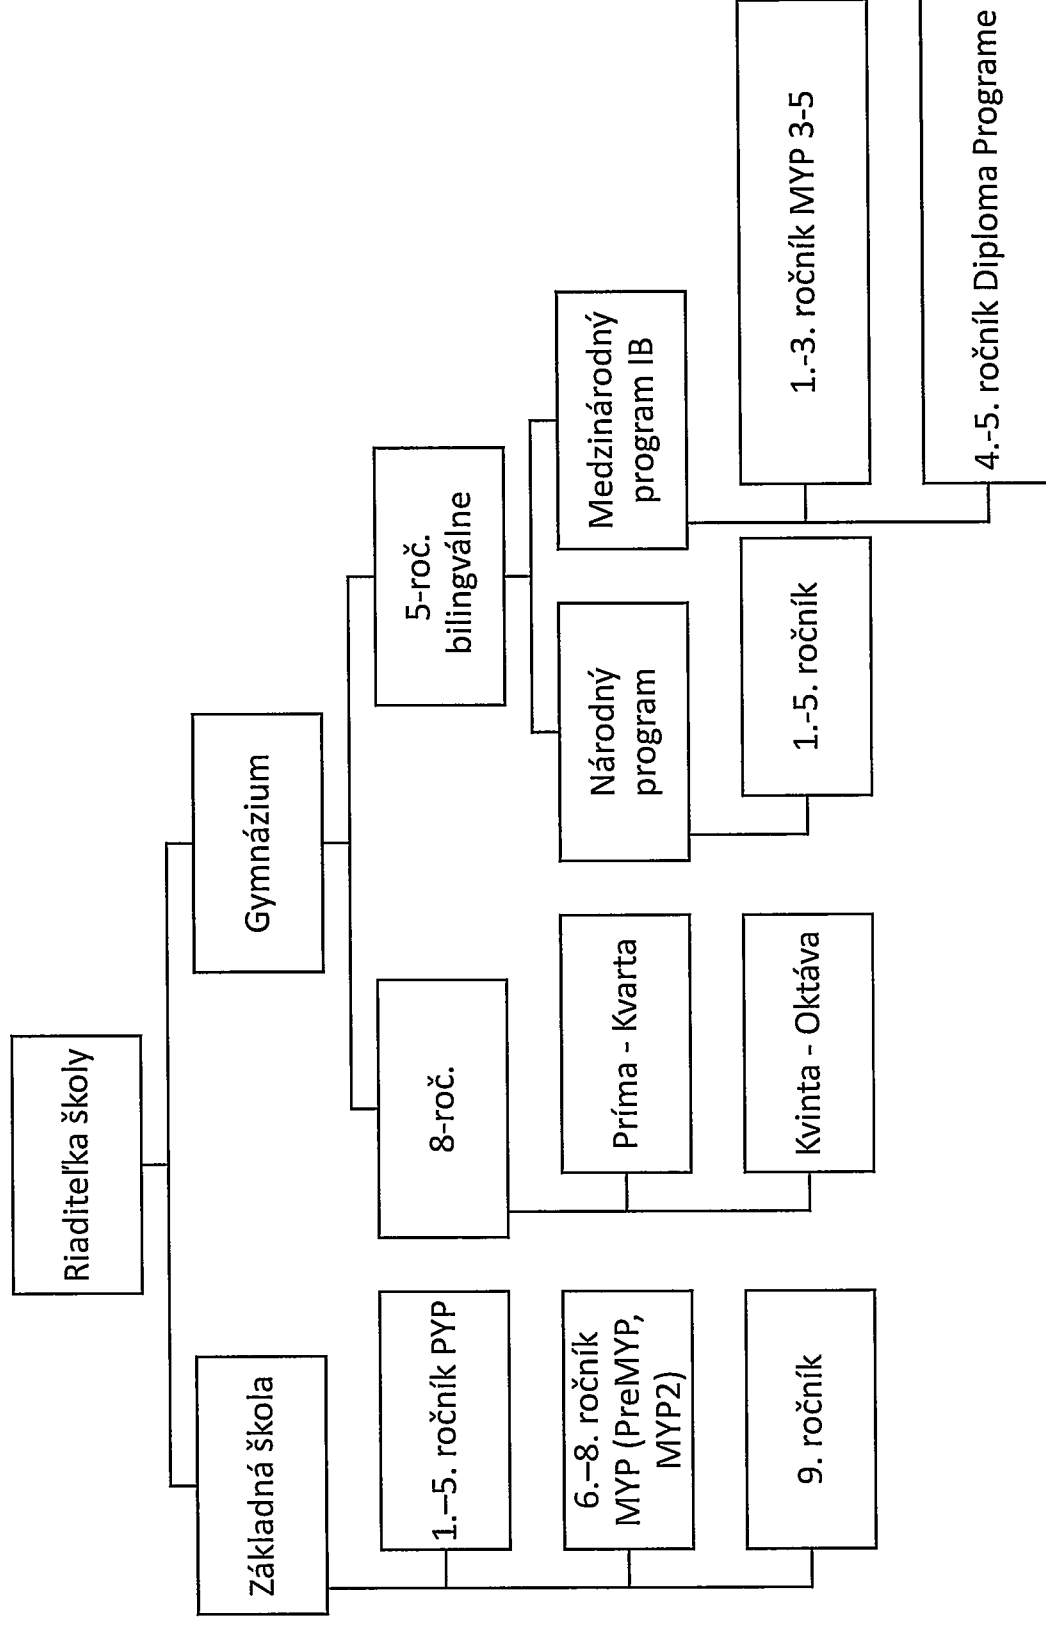 Riaditeľka školy
Základná škola
Gymnázium
1.–5. ročník PYP
8-roč.
5-roč.
bilingválne
6.–8. ročník
MYP (PreMYP,
MYP2)
Príma - Kvarta
Národný
program
Medzinárodný
program IB
9. ročník
Kvinta - Oktáva
1.-5. ročník
1.-3. ročník MYP 3-5
4.-5. ročník Diploma Programe